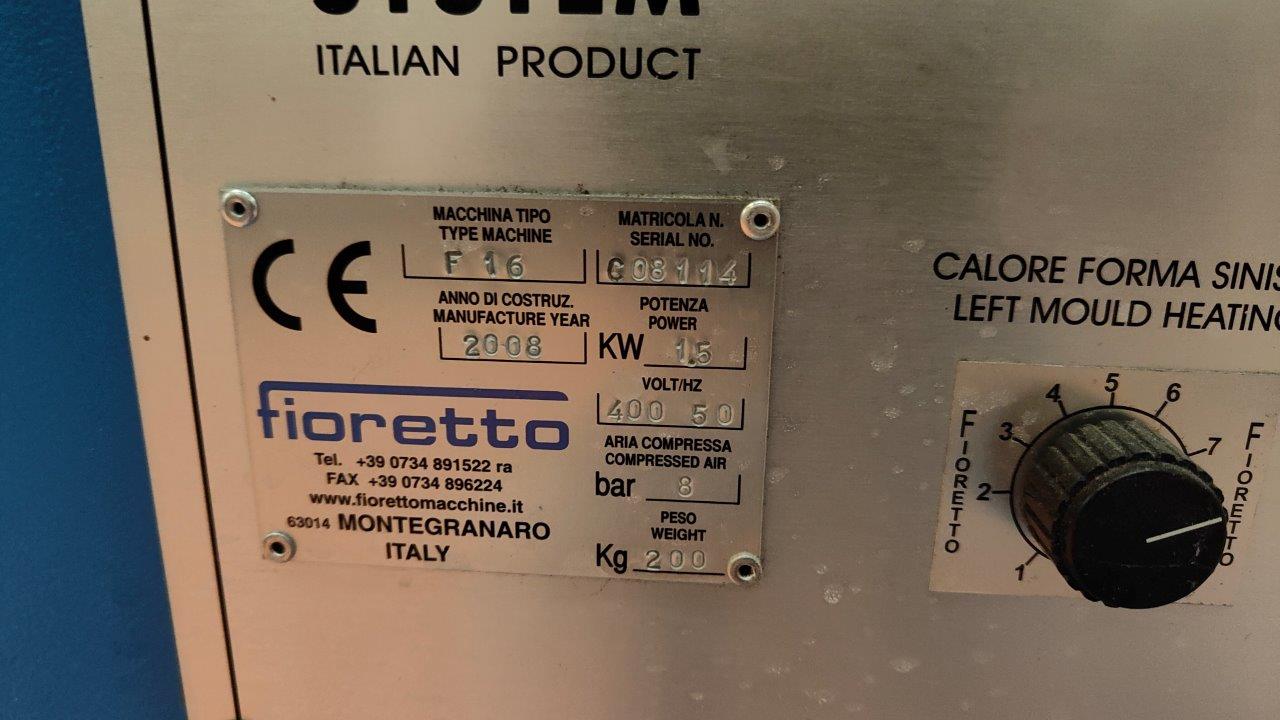 SYSTEM
ITALIAN PRODUCT
CE
MACCHINA TIPO
TYPE MACHINE
F 16
MATRICOLA N.
SERIAL NO.
G08114
ANNO DI COSTRUZ.
MANUFACTURE YEAR
2008
POTENZA
POWER
KW 1.5
VOLT/HZ
400 50
ARIA COMPRESSA
COMPRESSED AIR
bar 8
PESO
WEIGHT
Kg 200
fioretto
Tel. +39 0734 891522 ra
FAX +39 0734 896224
www.fiorettomacchine.it
63014 MONTEGRANARO
ITALY
CALORE FORMA SINIS
LEFT MOULD HEATING
FIORETTO
1
2
3
4
5
6
7
FIORETTO